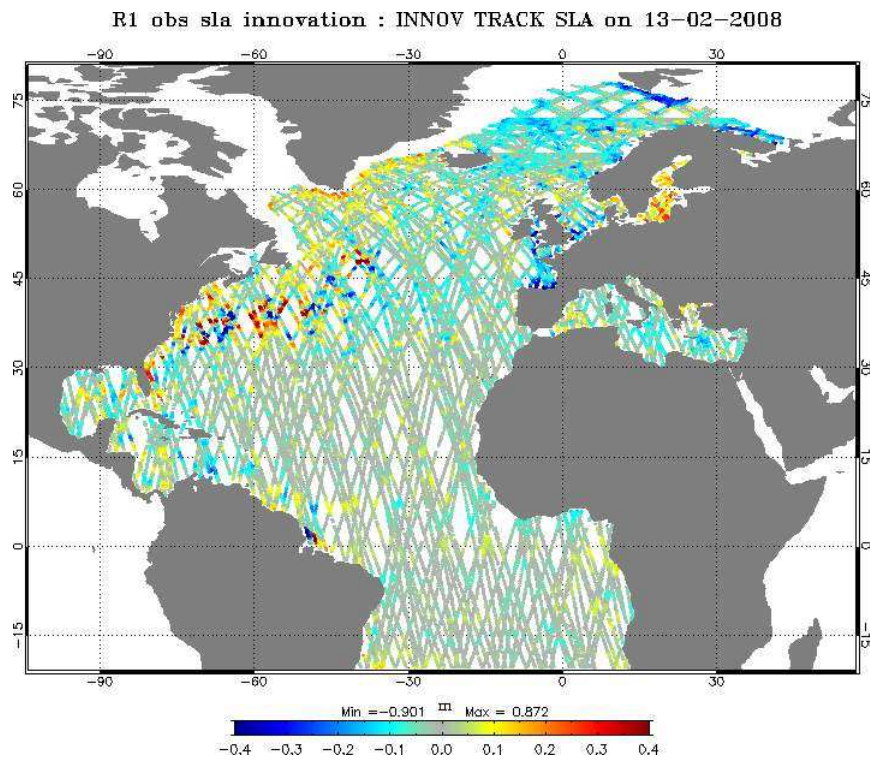 R1 obs sla innovation : INNOV TRACK SLA on 13-02-2008
-90 -60 -30 0 30
75 75
60 60
45 45
30 30
15 15
0 0
-15 -15
-90 -60 -30 0 30
Min =-0.901 m Max = 0.872
-0.4 -0.3 -0.2 -0.1 0.0 0.1 0.2 0.3 0.4